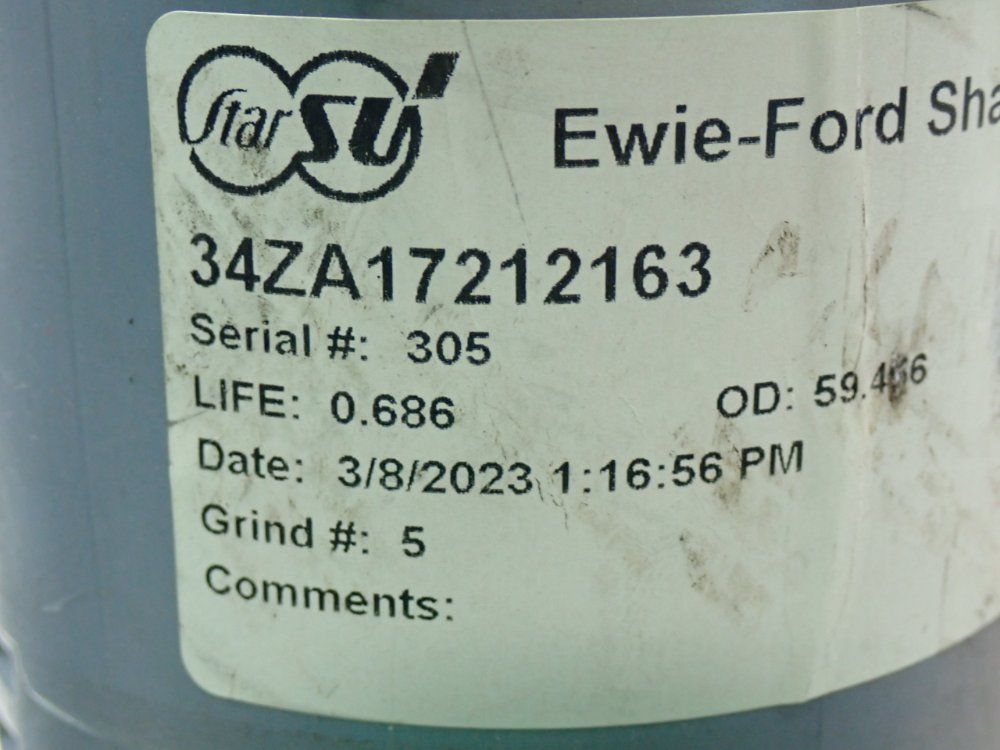 Star SU
Ewie-Ford Sha
34ZA17212163
Serial #: 305
LIFE: 0.686
OD:
Date: 3/8/2023 1:16:56 PM
Grind #: 5
Comments: